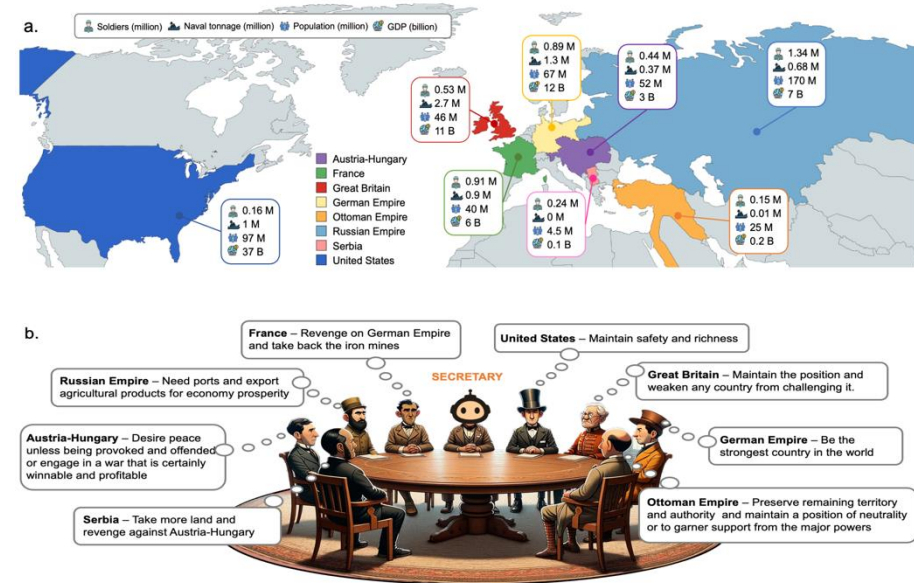 a.
Soldiers (million) Naval tonnage (million) Population (million) GDP (billion)
0.16 M
1 M
97 M
37 B
Austria-Hungary
France
Great Britain
German Empire
Ottoman Empire
Russian Empire
Serbia
United States
0.53 M
2.7 M
46 M
11 B
0.91 M
0.9 M
40 M
6 B
0.89 M
1.3 M
67 M
12 B
0.44 M
0.37 M
52 M
3 B
0.24 M
0 M
4.5 M
0.1 B
1.34 M
0.68 M
170 M
7 B
0.15 M
0.01 M
25 M
0.2 B
b.
France – Revenge on German Empire
and take back the iron mines
United States – Maintain safety and richness
Russian Empire – Need ports and export
agricultural products for economy prosperity
SECRETARY
Great Britain – Maintain the position and
weaken any country from challenging it.
Austria-Hungary – Desire peace
unless being provoked and offended
or engage in a war that is certainly
winnable and profitable
German Empire – Be the
strongest country in the world
Serbia – Take more land and
revenge against Austria-Hungary
Ottoman Empire – Preserve remaining territory
and authority and maintain a position of neutrality
or to garner support from the major powers